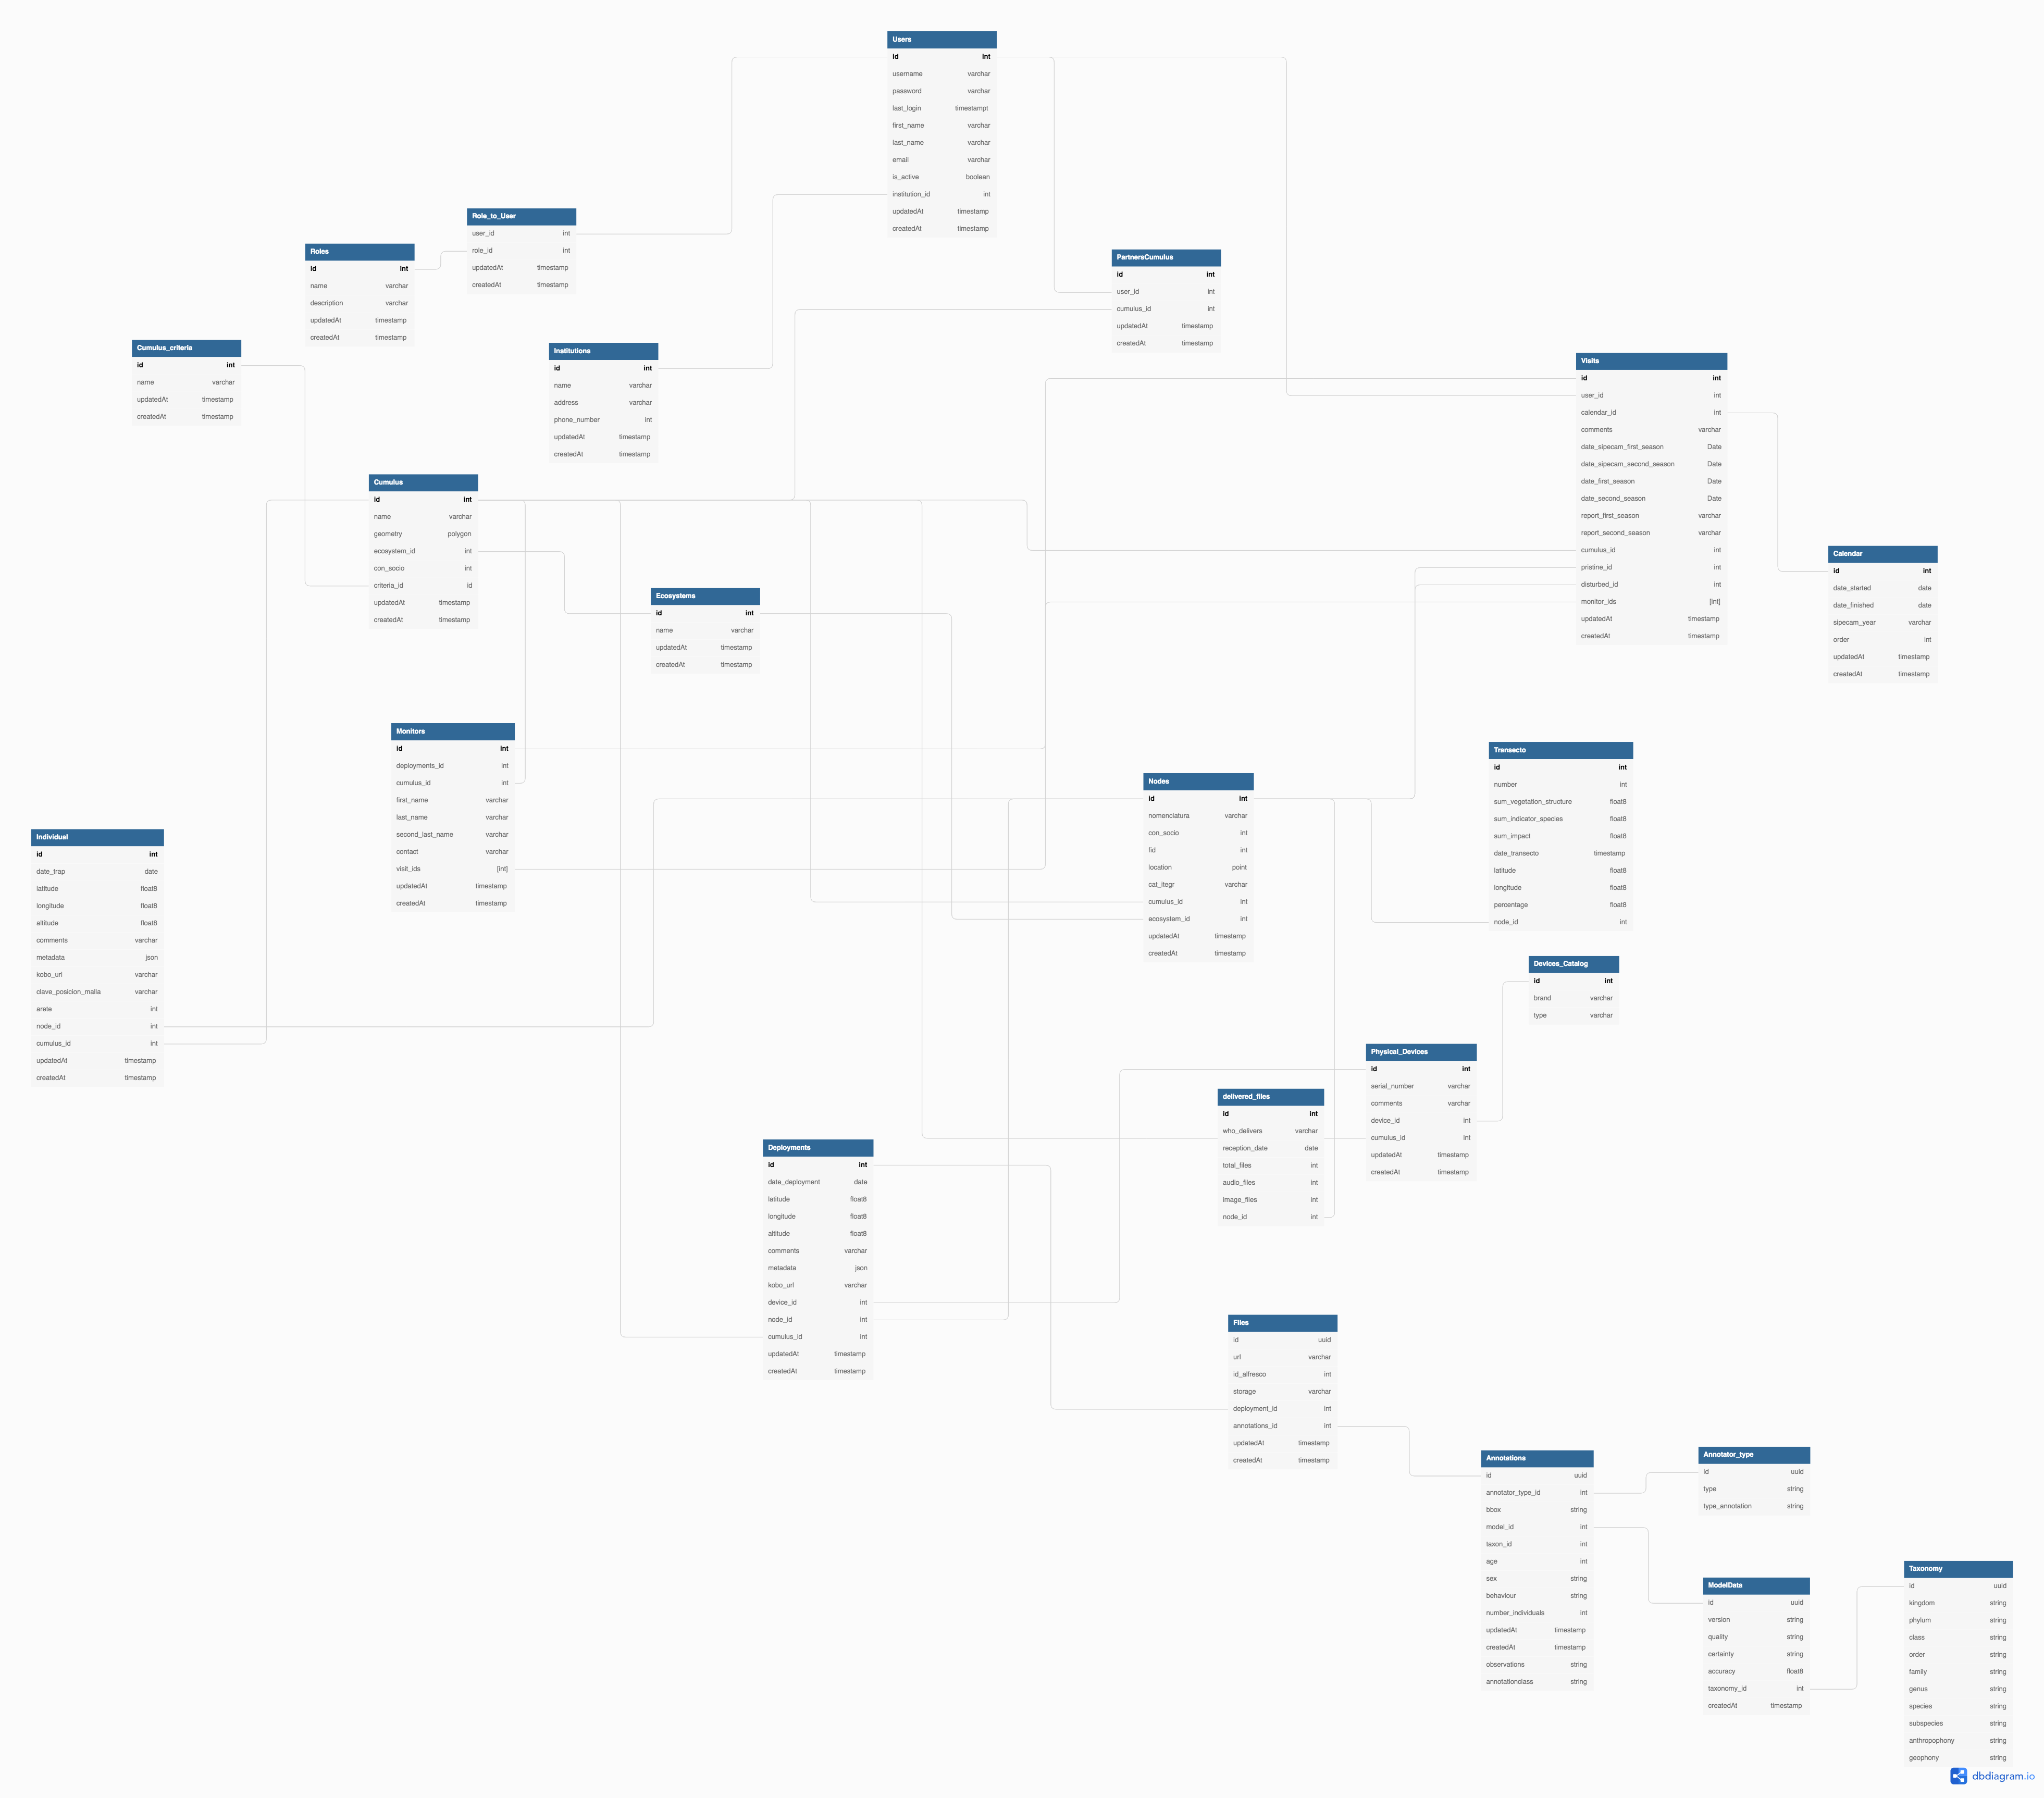 Users
id int
username varchar
password varchar
last_login timestampt
first_name varchar
last_name varchar
email varchar
is_active boolean
institution_id int
updatedAt timestamp
createdAt timestamp
Role_to_User
user_id int
role_id int
updatedAt timestamp
createdAt timestamp
Roles
id int
name varchar
description varchar
updatedAt timestamp
createdAt timestamp
PartnersCumulus
id int
user_id int
cumulus_id int
updatedAt timestamp
createdAt timestamp
Cumulus_criteria
id int
name varchar
updatedAt timestamp
createdAt timestamp
Institutions
id int
name varchar
address varchar
phone_number int
updatedAt timestamp
createdAt timestamp
Visits
id int
user_id int
calendar_id int
comments varchar
date_sipecam_first_season Date
date_sipecam_second_season Date
date_first_season Date
date_second_season Date
report_first_season varchar
report_second_season varchar
cumulus_id int
pristine_id int
disturbed_id int
monitor_ids [int]
updatedAt timestamp
createdAt timestamp
Cumulus
id int
name varchar
geometry polygon
ecosystem_id int
con_socio int
criteria_id id
updatedAt timestamp
createdAt timestamp
Calendar
id int
date_started date
date_finished date
sipecam_year varchar
order int
updatedAt timestamp
createdAt timestamp
Ecosystems
id int
name varchar
updatedAt timestamp
createdAt timestamp
Monitors
id int
deployments_id int
cumulus_id int
first_name varchar
last_name varchar
second_last_name varchar
contact varchar
visit_ids [int]
updatedAt timestamp
createdAt timestamp
Transecto
id int
number int
sum_vegetation_structure float8
sum_indicator_species float8
sum_impact float8
date_transecto timestamp
latitude float8
longitude float8
percentage float8
node_id int
Nodes
id int
nomenclatura varchar
con_socio int
fid int
location point
cat_itegr varchar
cumulus_id int
ecosystem_id int
updatedAt timestamp
createdAt timestamp
Individual
id int
date_trap date
latitude float8
longitude float8
altitude float8
comments varchar
metadata json
kobo_url varchar
clave_posicion_malla varchar
arete int
node_id int
cumulus_id int
updatedAt timestamp
createdAt timestamp
Devices_Catalog
id int
brand varchar
type varchar
Physical_Devices
id int
serial_number varchar
comments varchar
device_id int
cumulus_id int
updatedAt timestamp
createdAt timestamp
delivered_files
id int
who_delivers varchar
reception_date date
total_files int
audio_files int
image_files int
node_id int
Deployments
id int
date_deployment date
latitude float8
longitude float8
altitude float8
comments varchar
metadata json
kobo_url varchar
device_id int
node_id int
cumulus_id int
updatedAt timestamp
createdAt timestamp
Files
id uuid
url varchar
id_alfresco int
storage varchar
deployment_id int
annotations_id int
updatedAt timestamp
createdAt timestamp
Annotations
id uuid
annotator_type_id int
bbox string
model_id int
taxon_id int
age int
sex string
behaviour string
number_individuals int
updatedAt timestamp
createdAt timestamp
observations string
annotationclass string
Annotator_type
id uuid
type string
type_annotation string
ModelData
id uuid
version string
quality string
certainty string
accuracy float8
taxonomy_id int
createdAt timestamp
Taxonomy
id uuid
kingdom string
phylum string
class string
order string
family string
genus string
species string
subspecies string
anthropophony string
geophony string
dbdiagram.io